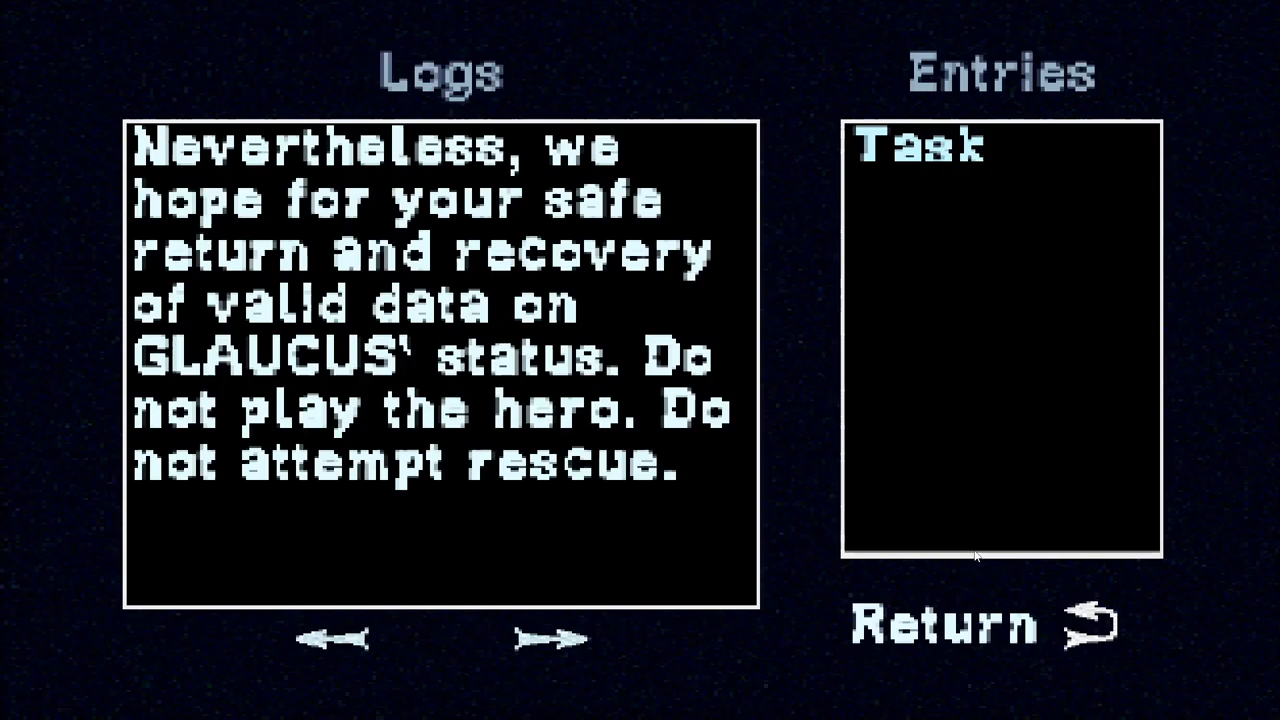 Logs
Nevertheless, we
hope for your safe
return and recovery
of valid data on
GLAUCUS' status. Do
not play the hero. Do
not attempt rescue.
Entries
Task
Return